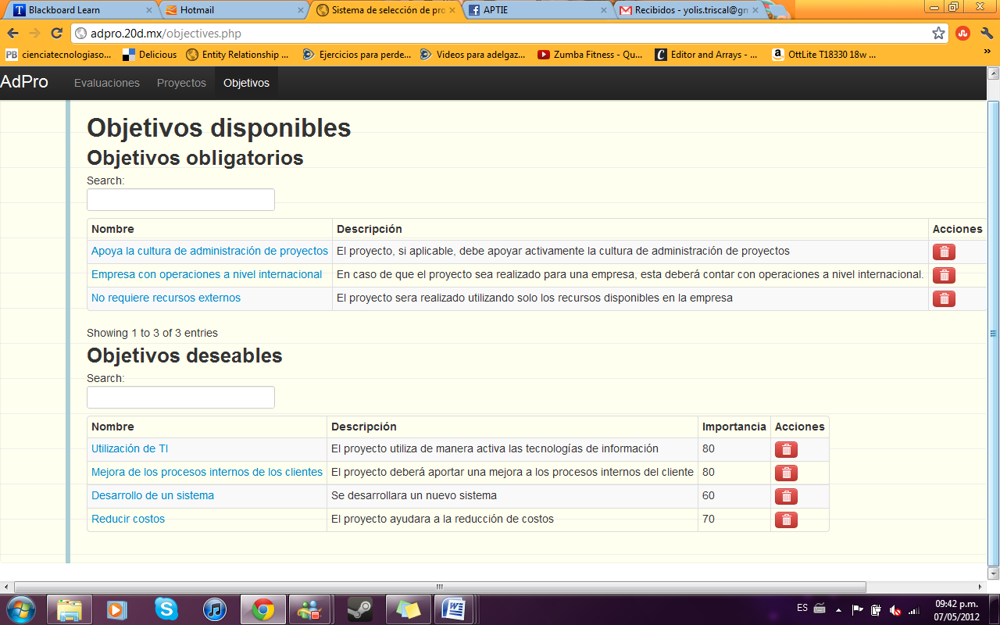 Blackboard Learn
Hotmail
Sistema de selección de pro
APTIE
Recibidos - yolis.triscal@gm
adpro.20d.mx/objectives.php
PB cienciatecnologiaso...
Delicious
Entity Relationship ...
Ejercicios para perde...
Videos para adelgaz...
Zumba Fitness - Qu...
Editor and Arrays - ...
OttLite T18330 18w ...
»
AdPro
Evaluaciones
Proyectos
Objetivos
Objetivos disponibles
Objetivos obligatorios
Search:
Nombre Descripción Acciones
Apoya la cultura de administración de proyectos El proyecto, si aplicable, debe apoyar activamente la cultura de administración de proyectos
Empresa con operaciones a nivel internacional En caso de que el proyecto sea realizado para una empresa, esta deberá contar con operaciones a nivel internacional.
No requiere recursos externos El proyecto sera realizado utilizando solo los recursos disponibles en la empresa
Showing 1 to 3 of 3 entries
Objetivos deseables
Search:
Nombre Descripción Importancia Acciones
Utilización de TI El proyecto utiliza de manera activa las tecnologías de información 80
Mejora de los procesos internos de los clientes El proyecto deberá aportar una mejora a los procesos internos del cliente 80
Desarrollo de un sistema Se desarrollara un nuevo sistema 60
Reducir costos El proyecto ayudara a la reducción de costos 70
ES
09:42 p.m.
07/05/2012